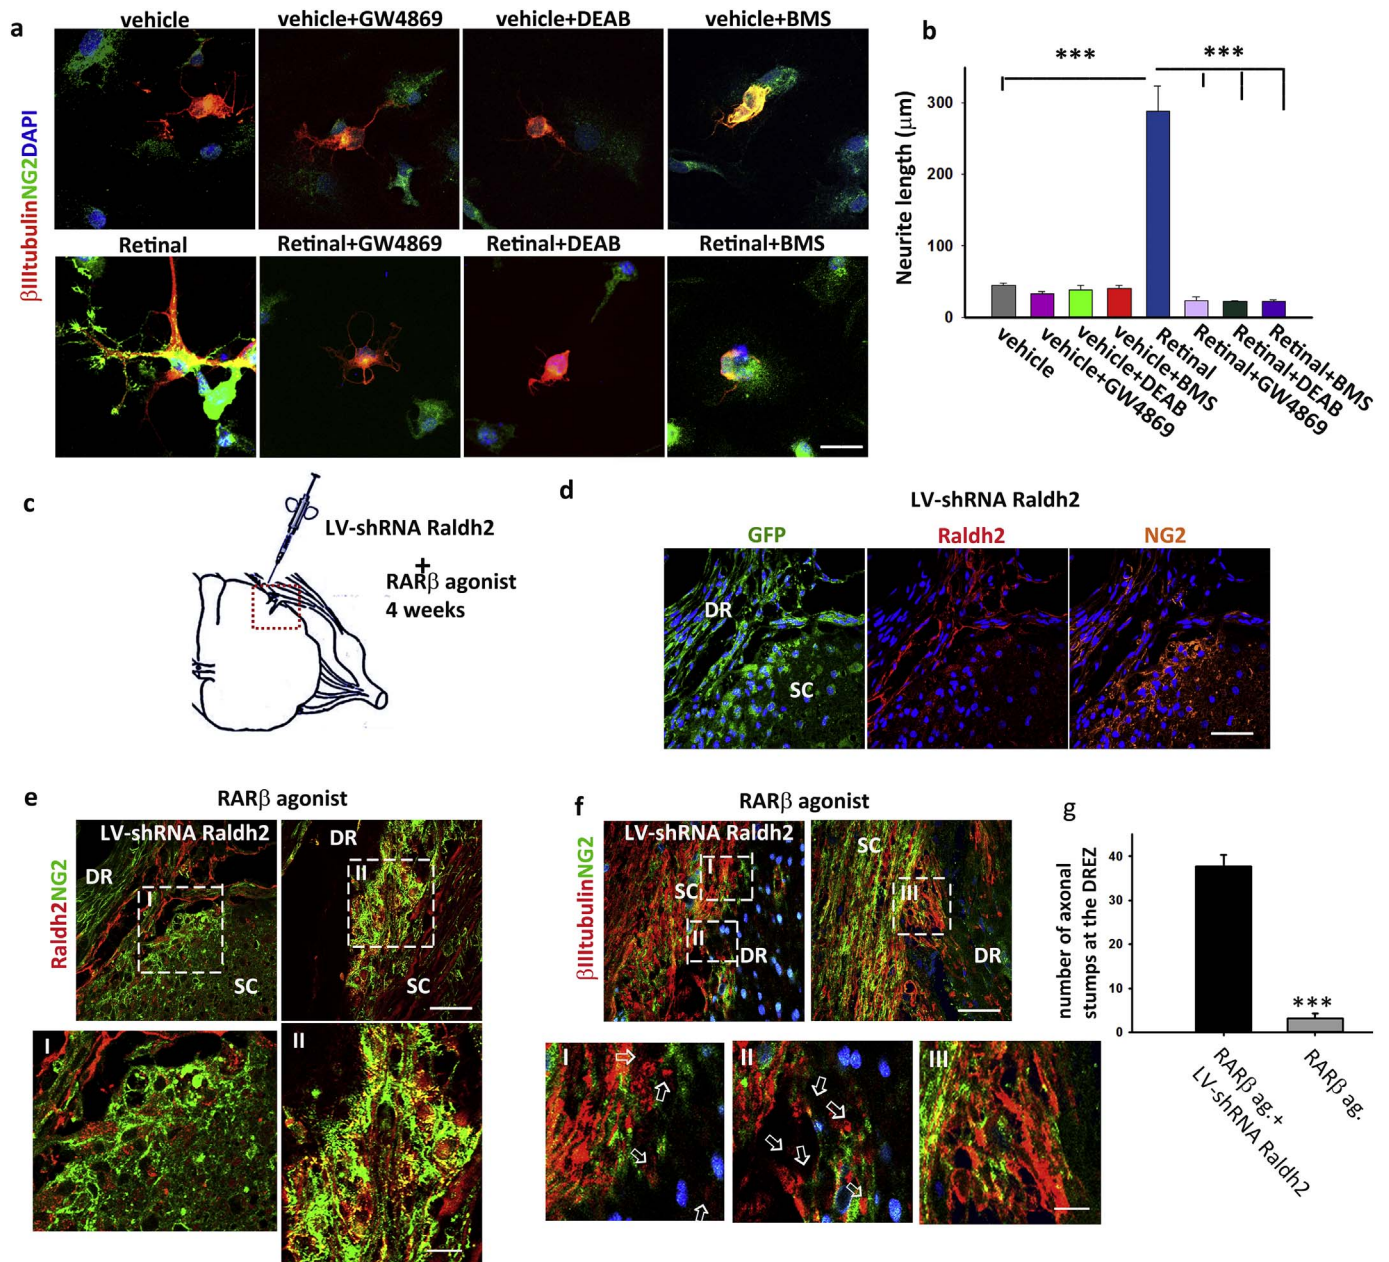 a
vehicle
vehicle+GW4869
vehicle+DEAB
vehicle+BMS
βIIItubulinNG2DAPI
Retinal
Retinal+GW4869
Retinal+DEAB
Retinal+BMS
b
***
***
Neurite length (μm)
300
200
100
0
vehicle
vehicle+GW4869
vehicle+DEAB
vehicle+BMS
Retinal
Retinal+GW4869
Retinal+DEAB
Retinal+BMS
c
LV-shRNA Raldh2
+
RARβ agonist
4 weeks
d
LV-shRNA Raldh2
GFP
Raldh2
NG2
DR
SC
e
RARβ agonist
LV-shRNA Raldh2
Raldh2NG2
DR
I
SC
DR
II
SC
I
II
f
RARβ agonist
LV-shRNA Raldh2
βIIItubulinNG2
I
SC
II
DR
SC
III
DR
I
II
III
g
number of axonal
stumps at the DREZ
40
30
20
10
0
***
RARβ ag.+
LV-shRNA Raldh2
RARβ ag.